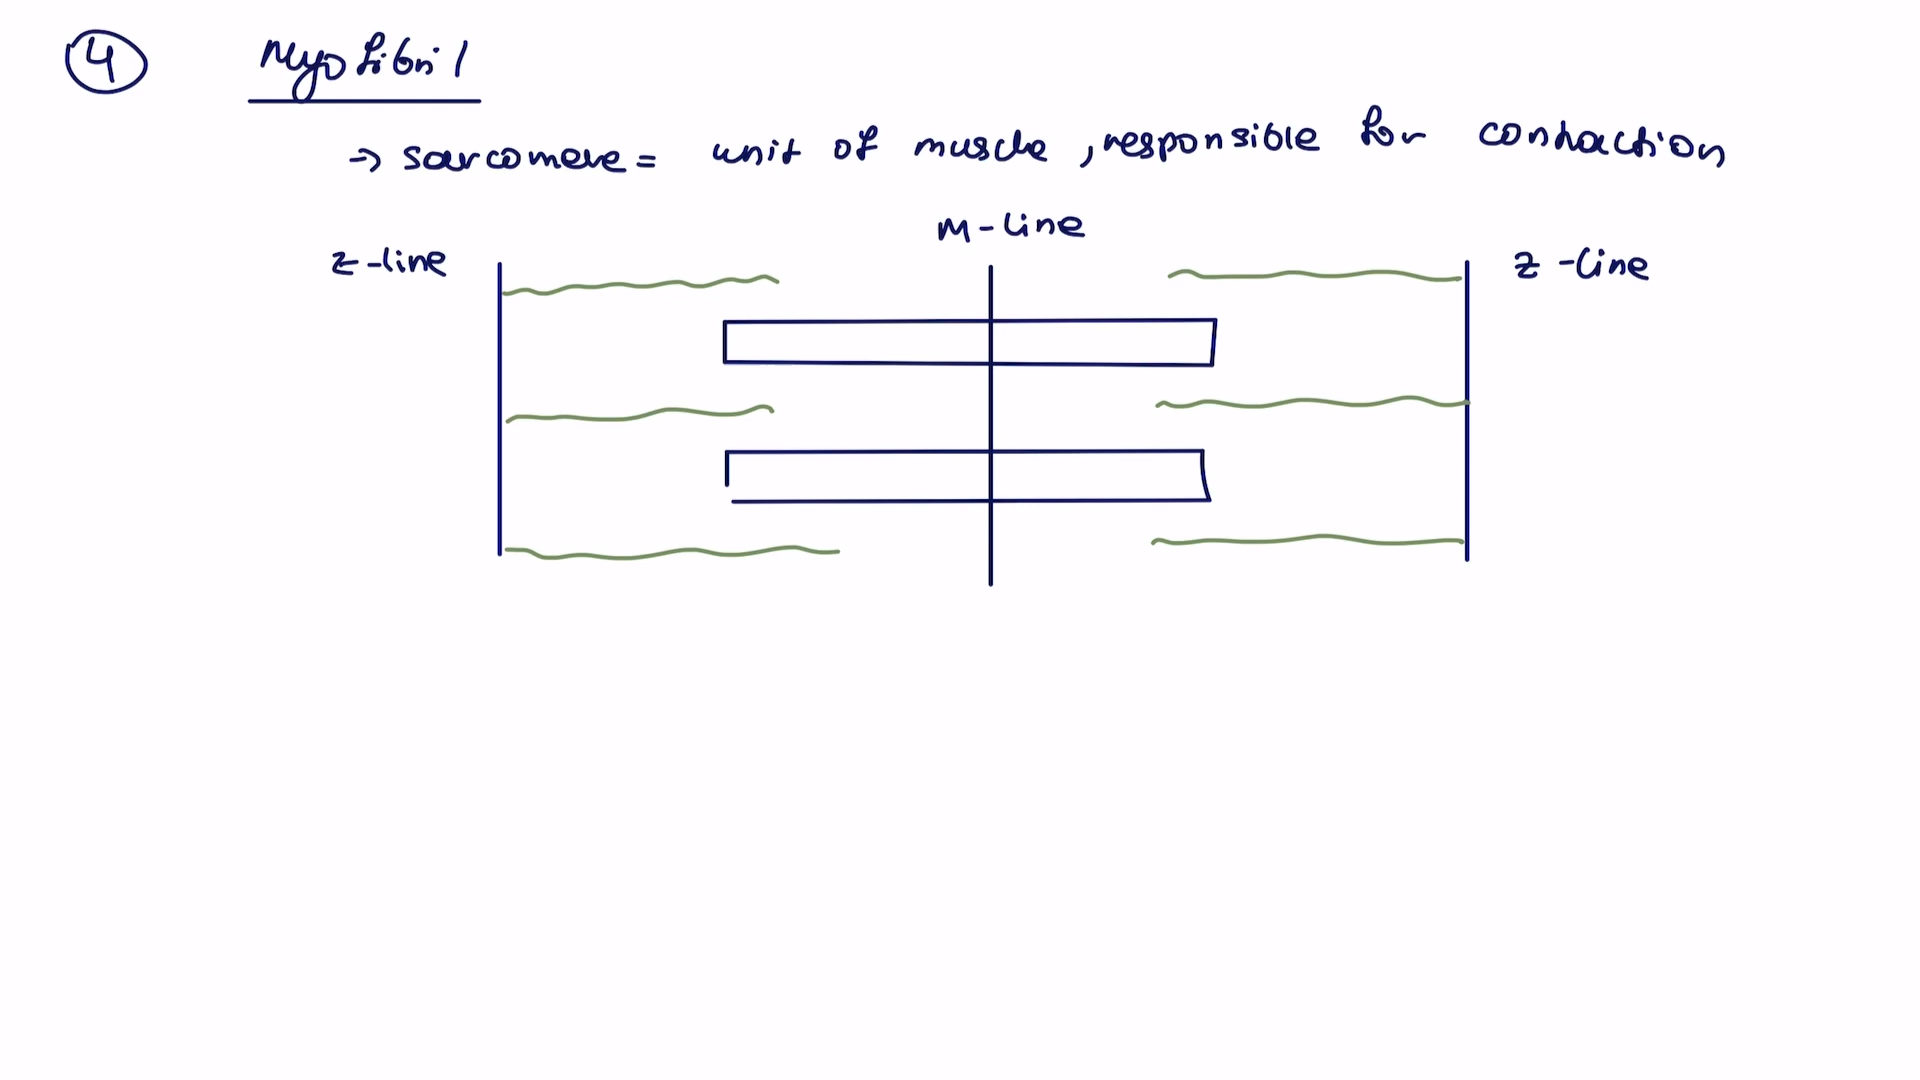 4 Myofibril
→ sarcomere = unit of muscle, responsible for contraction
M-line
Z-line Z-line